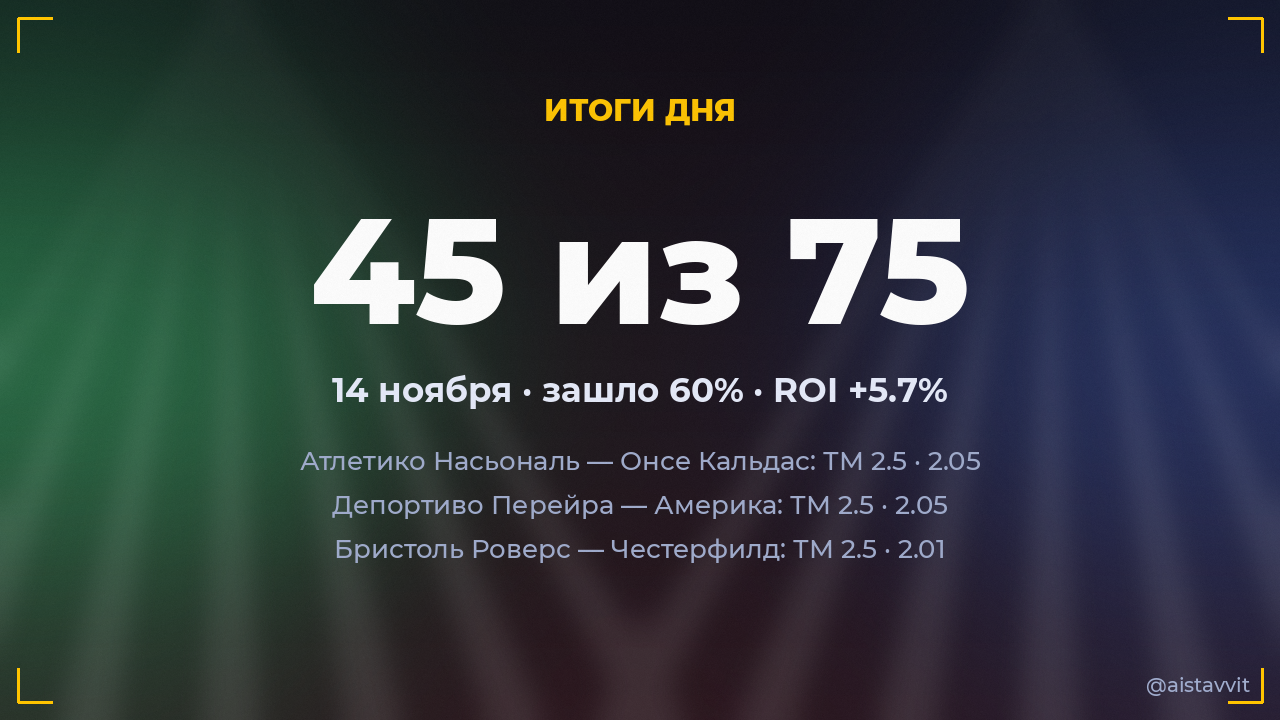 ИТОГИ ДНЯ
45 из 75
14 ноября · зашло 60% · ROI +5.7%
Атлетико Насьональ — Онсе Кальдас: ТМ 2.5 · 2.05
Депортиво Перейра — Америка: ТМ 2.5 · 2.05
Бристоль Роверс — Честерфилд: ТМ 2.5 · 2.01
@aistavvit